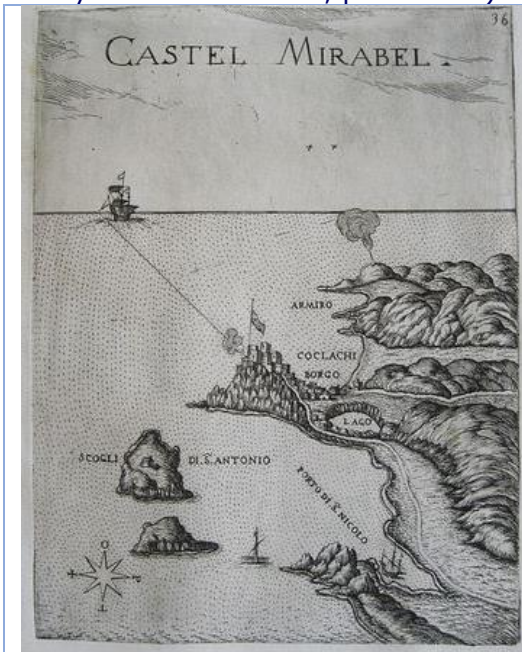 36
CASTEL MIRABEL.
ARMIRO
COCLACHI
BORGO
LAGO
SCOGLI DI S. ANTONIO
PORTO DI S. NICOLO
O